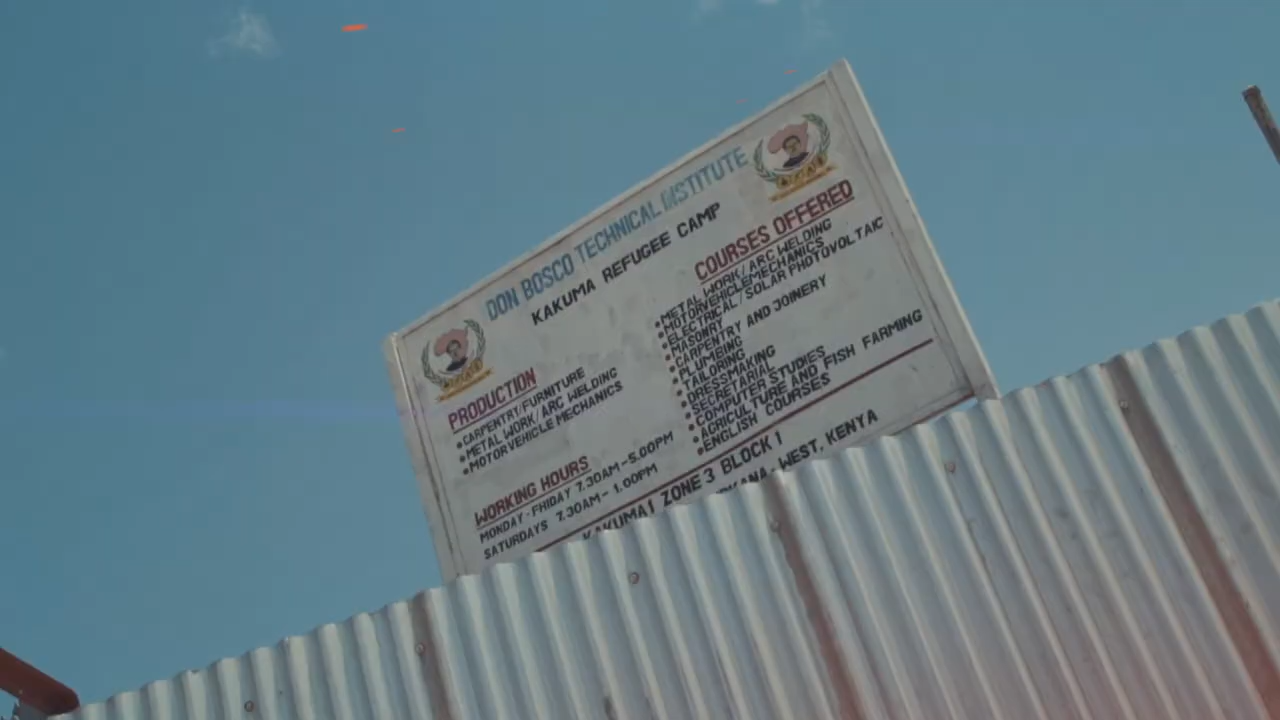 DON BOSCO TECHNICAL INSTITUTE
KAKUMA REFUGEE CAMP
PRODUCTION
CARPENTRY/FURNITURE
METAL WORK/ARC WELDING
MOTORVEHICLE MECHANICS
WORKING HOURS
MONDAY-FRIDAY 7.30AM-5.00PM
SATURDAYS 7.30AM-1.00PM
COURSES OFFERED
METAL WORK/ARC WELDING
MOTORVEHICLEMECHANICS
ELECTRICAL/SOLAR PHOTOVOLTAIC
MASONRY
CARPENTRY AND JOINERY
PLUMBING
TAILORING
DRESSMAKING
SECRETARIAL
COMPUTER STUDIES
AGRICULTURE AND FISH FARMING
ENGLISH COURSES
KAKUMA 1 ZONE 3 BLOCK 1
WEST, KENYA